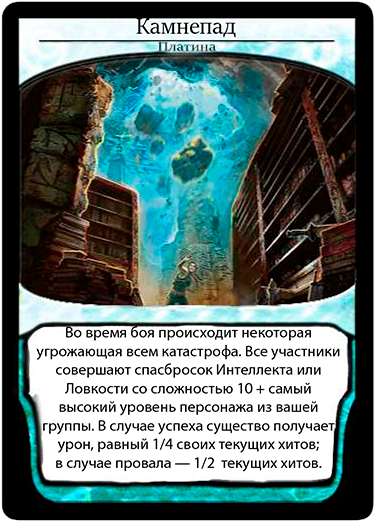 Камнепад
Платина
Во время боя происходит некоторая
угрожающая всем катастрофа. Все участники
совершают спасбросок Интеллекта или
Ловкости со сложностью 10 + самый
высокий уровень персонажа из вашей
группы. В случае успеха существо получает
урон, равный 1/4 своих текущих хитов;
в случае провала — 1/2 текущих хитов.